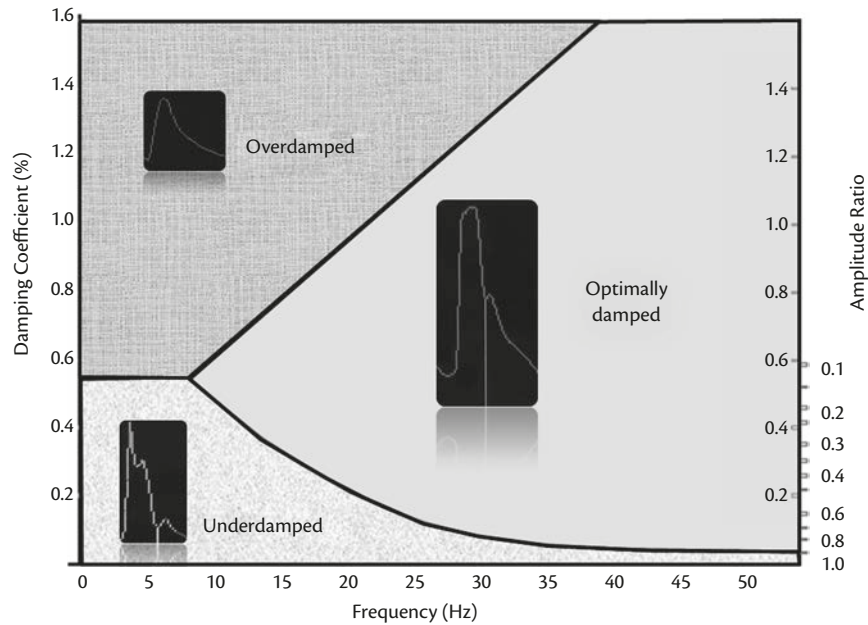 1.6
1.4
1.2
1.0
0.8
0.6
0.4
0.2
Damping Coefficient (%)
Overdamped
Optimally
damped
Underdamped
1.4
1.2
1.0
0.8
0.6
0.4
0.2
0.1
0.2
0.3
0.4
0.6
0.8
1.0
Amplitude Ratio
0 5 10 15 20 25 30 35 40 45 50
Frequency (Hz)